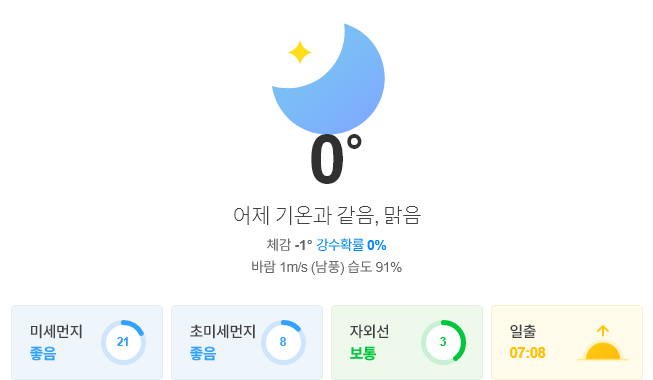 0°
어제 기온과 같음, 맑음
체감 -1° 강수확률 0%
바람 1m/s (남풍) 습도 91%
미세먼지
좋음
21
초미세먼지
좋음
8
자외선
보통
3
일출
07:08